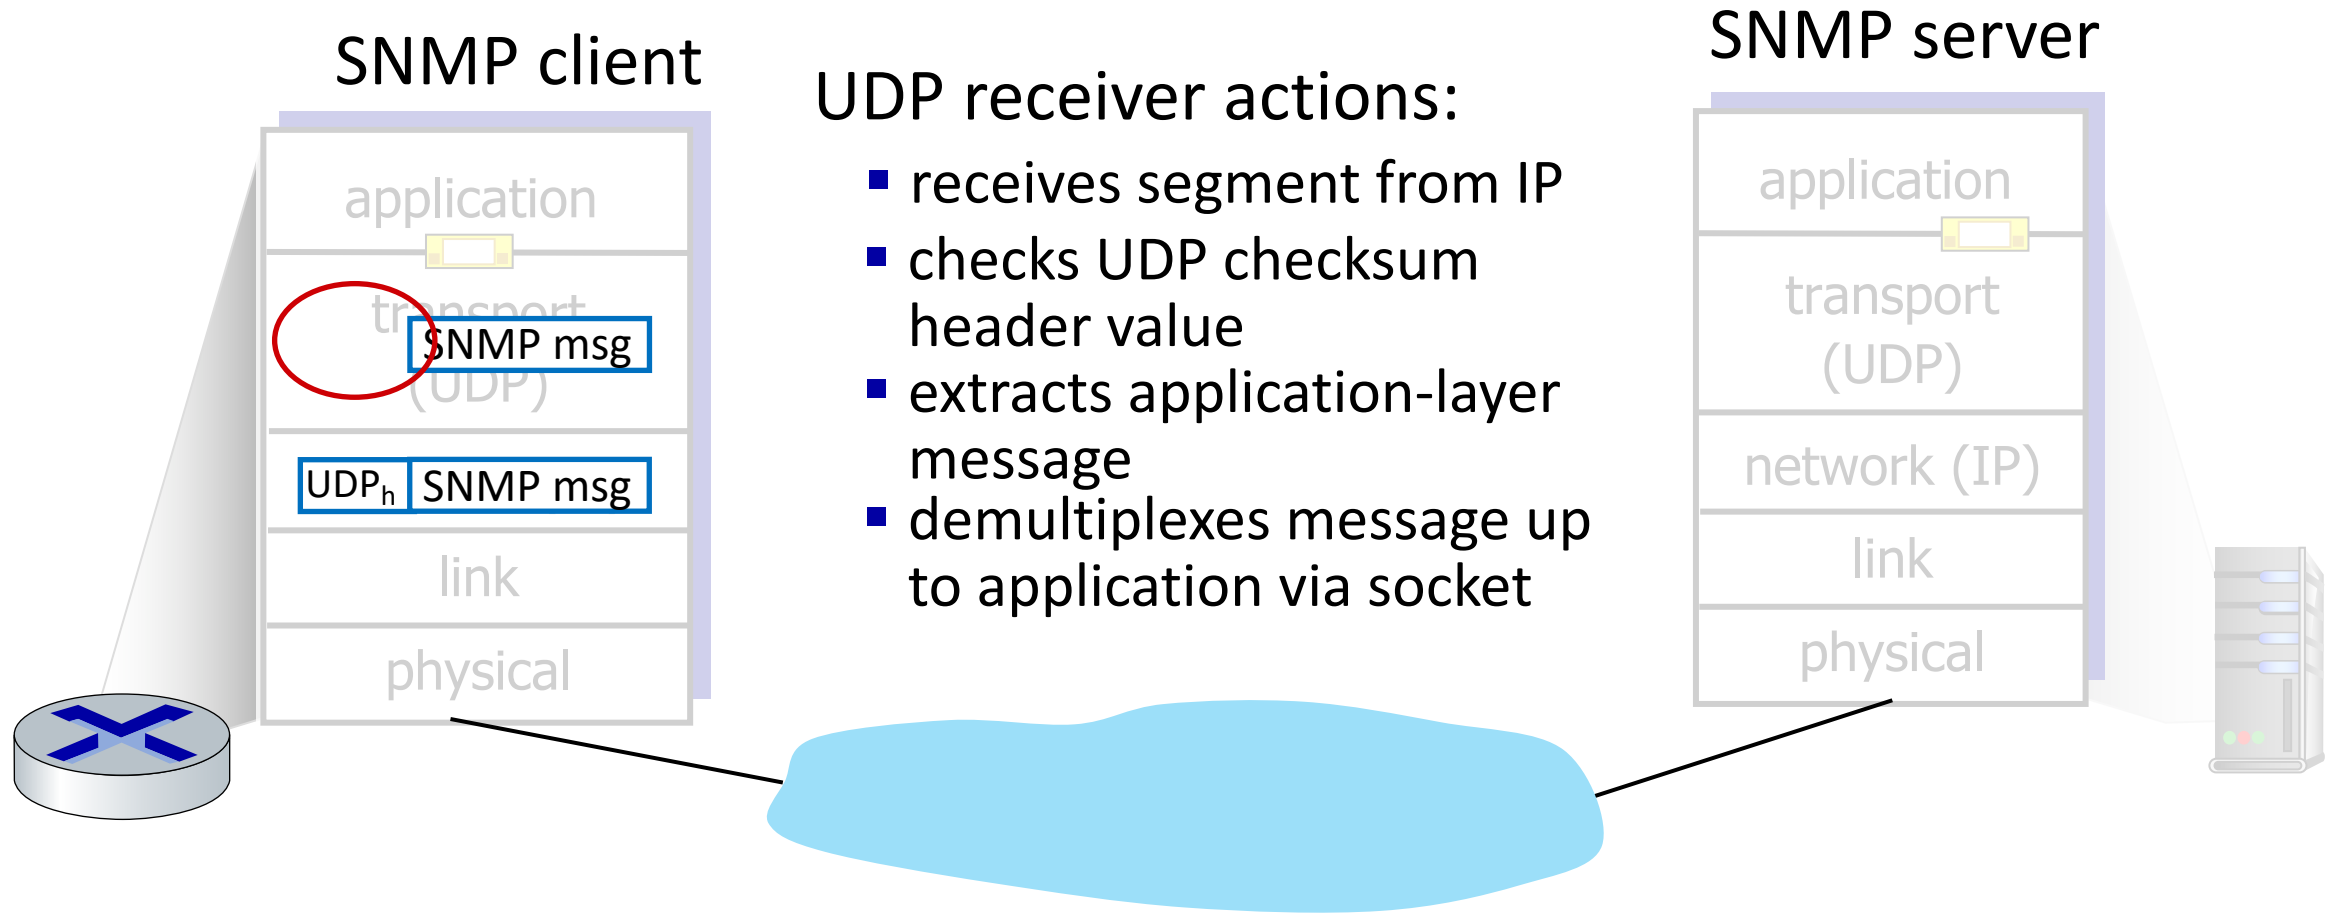 SNMP client
application
transport
SNMP msg
(UDP)
UDPh SNMP msg
link
physical
UDP receiver actions:
receives segment from IP
checks UDP checksum
header value
extracts application-layer
message
demultiplexes message up
to application via socket
SNMP server
application
transport
(UDP)
network (IP)
link
physical